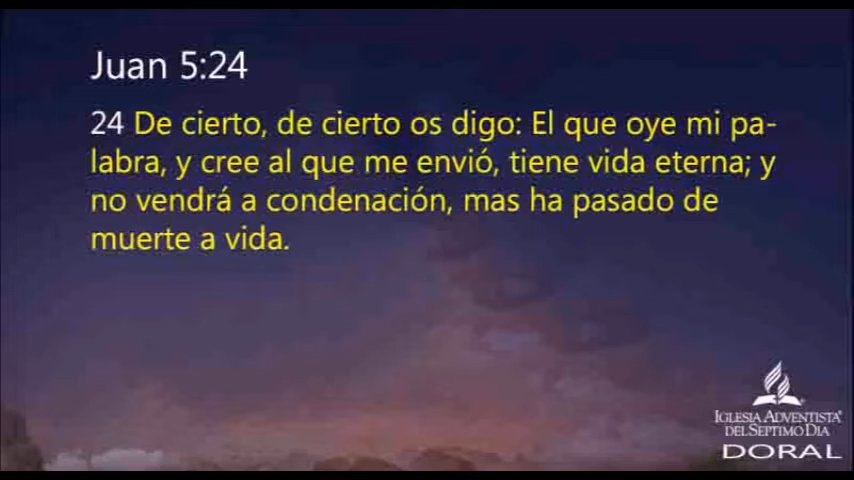 Juan 5:24
24 De cierto, de cierto os digo: El que oye mi pa-
labra, y cree al que me envió, tiene vida eterna; y
no vendrá a condenación, mas ha pasado de
muerte a vida.
IGLESIA ADVENTISTA®
DEL SÉPTIMO DÍA
DORAL